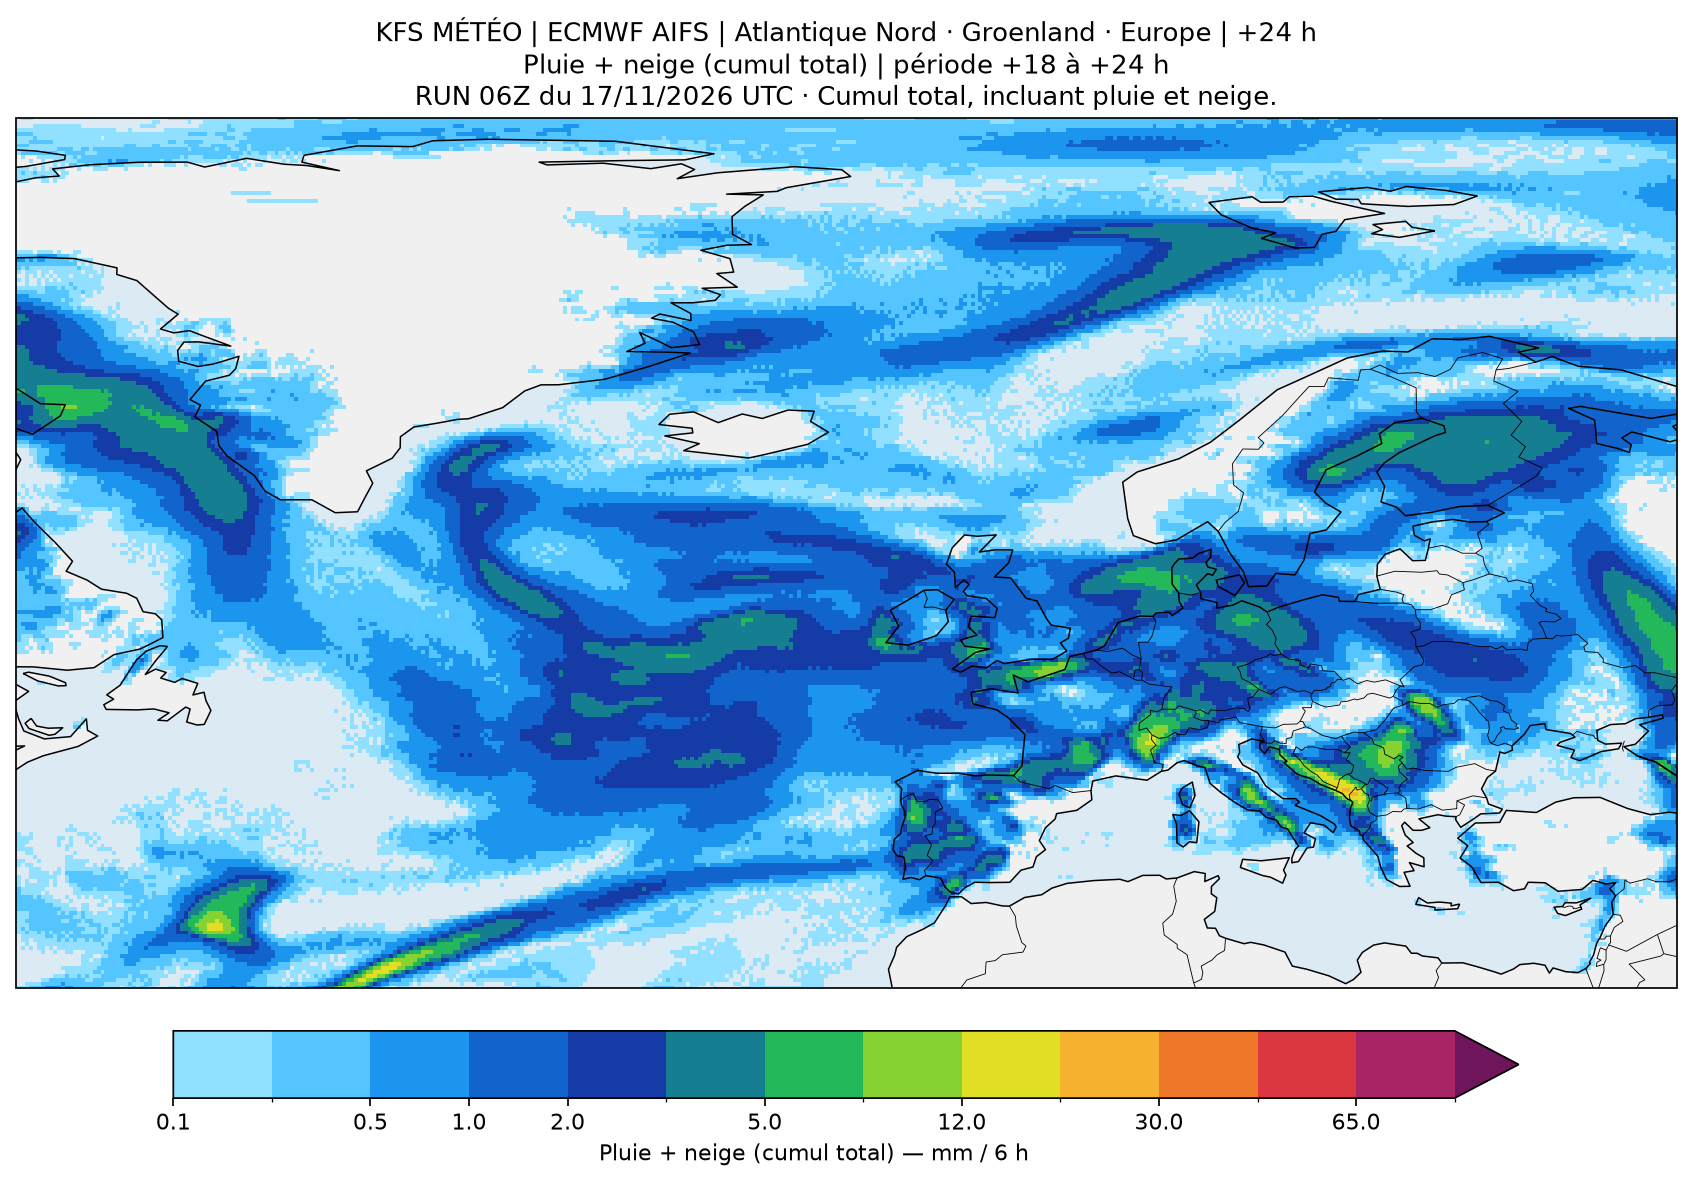 KFS MÉTÉO | ECMWF AIFS | Atlantique Nord · Groenland · Europe | +24 h
Pluie + neige (cumul total) | période +18 à +24 h
RUN 06Z du 17/11/2026 UTC · Cumul total, incluant pluie et neige.
0.1 0.5 1.0 2.0 5.0 12.0 30.0 65.0
Pluie + neige (cumul total) — mm / 6 h